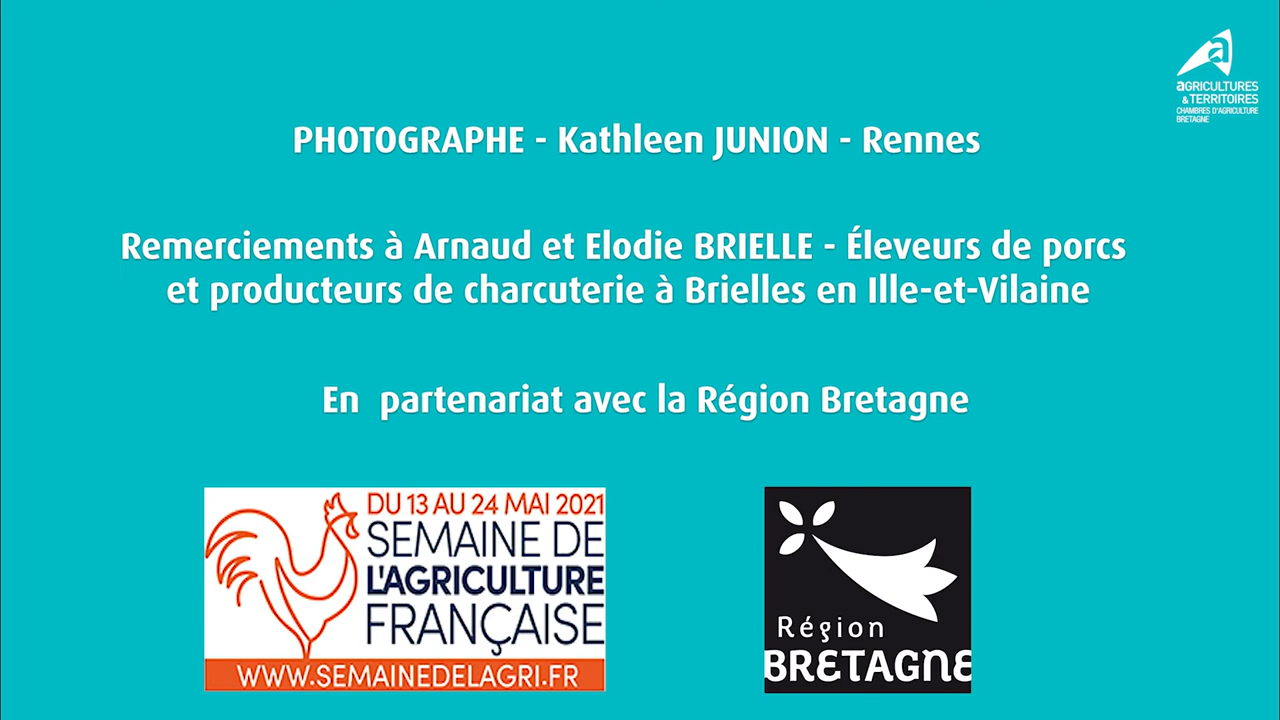 aGRICULTURES
& TERRITOIRES
CHAMBRES D'AGRICULTURE
BRETAGNE
PHOTOGRAPHE - Kathleen JUNION - Rennes
Remerciements à Arnaud et Elodie BRIELLE - Éleveurs de porcs
et producteurs de charcuterie à Brielles en Ille-et-Vilaine
En  partenariat avec la Région Bretagne
DU 13 AU 24 MAI 2021
SEMAINE DE
L'AGRICULTURE
FRANÇAISE
WWW.SEMAINEDELAGRI.FR
Région
BRETAGNE